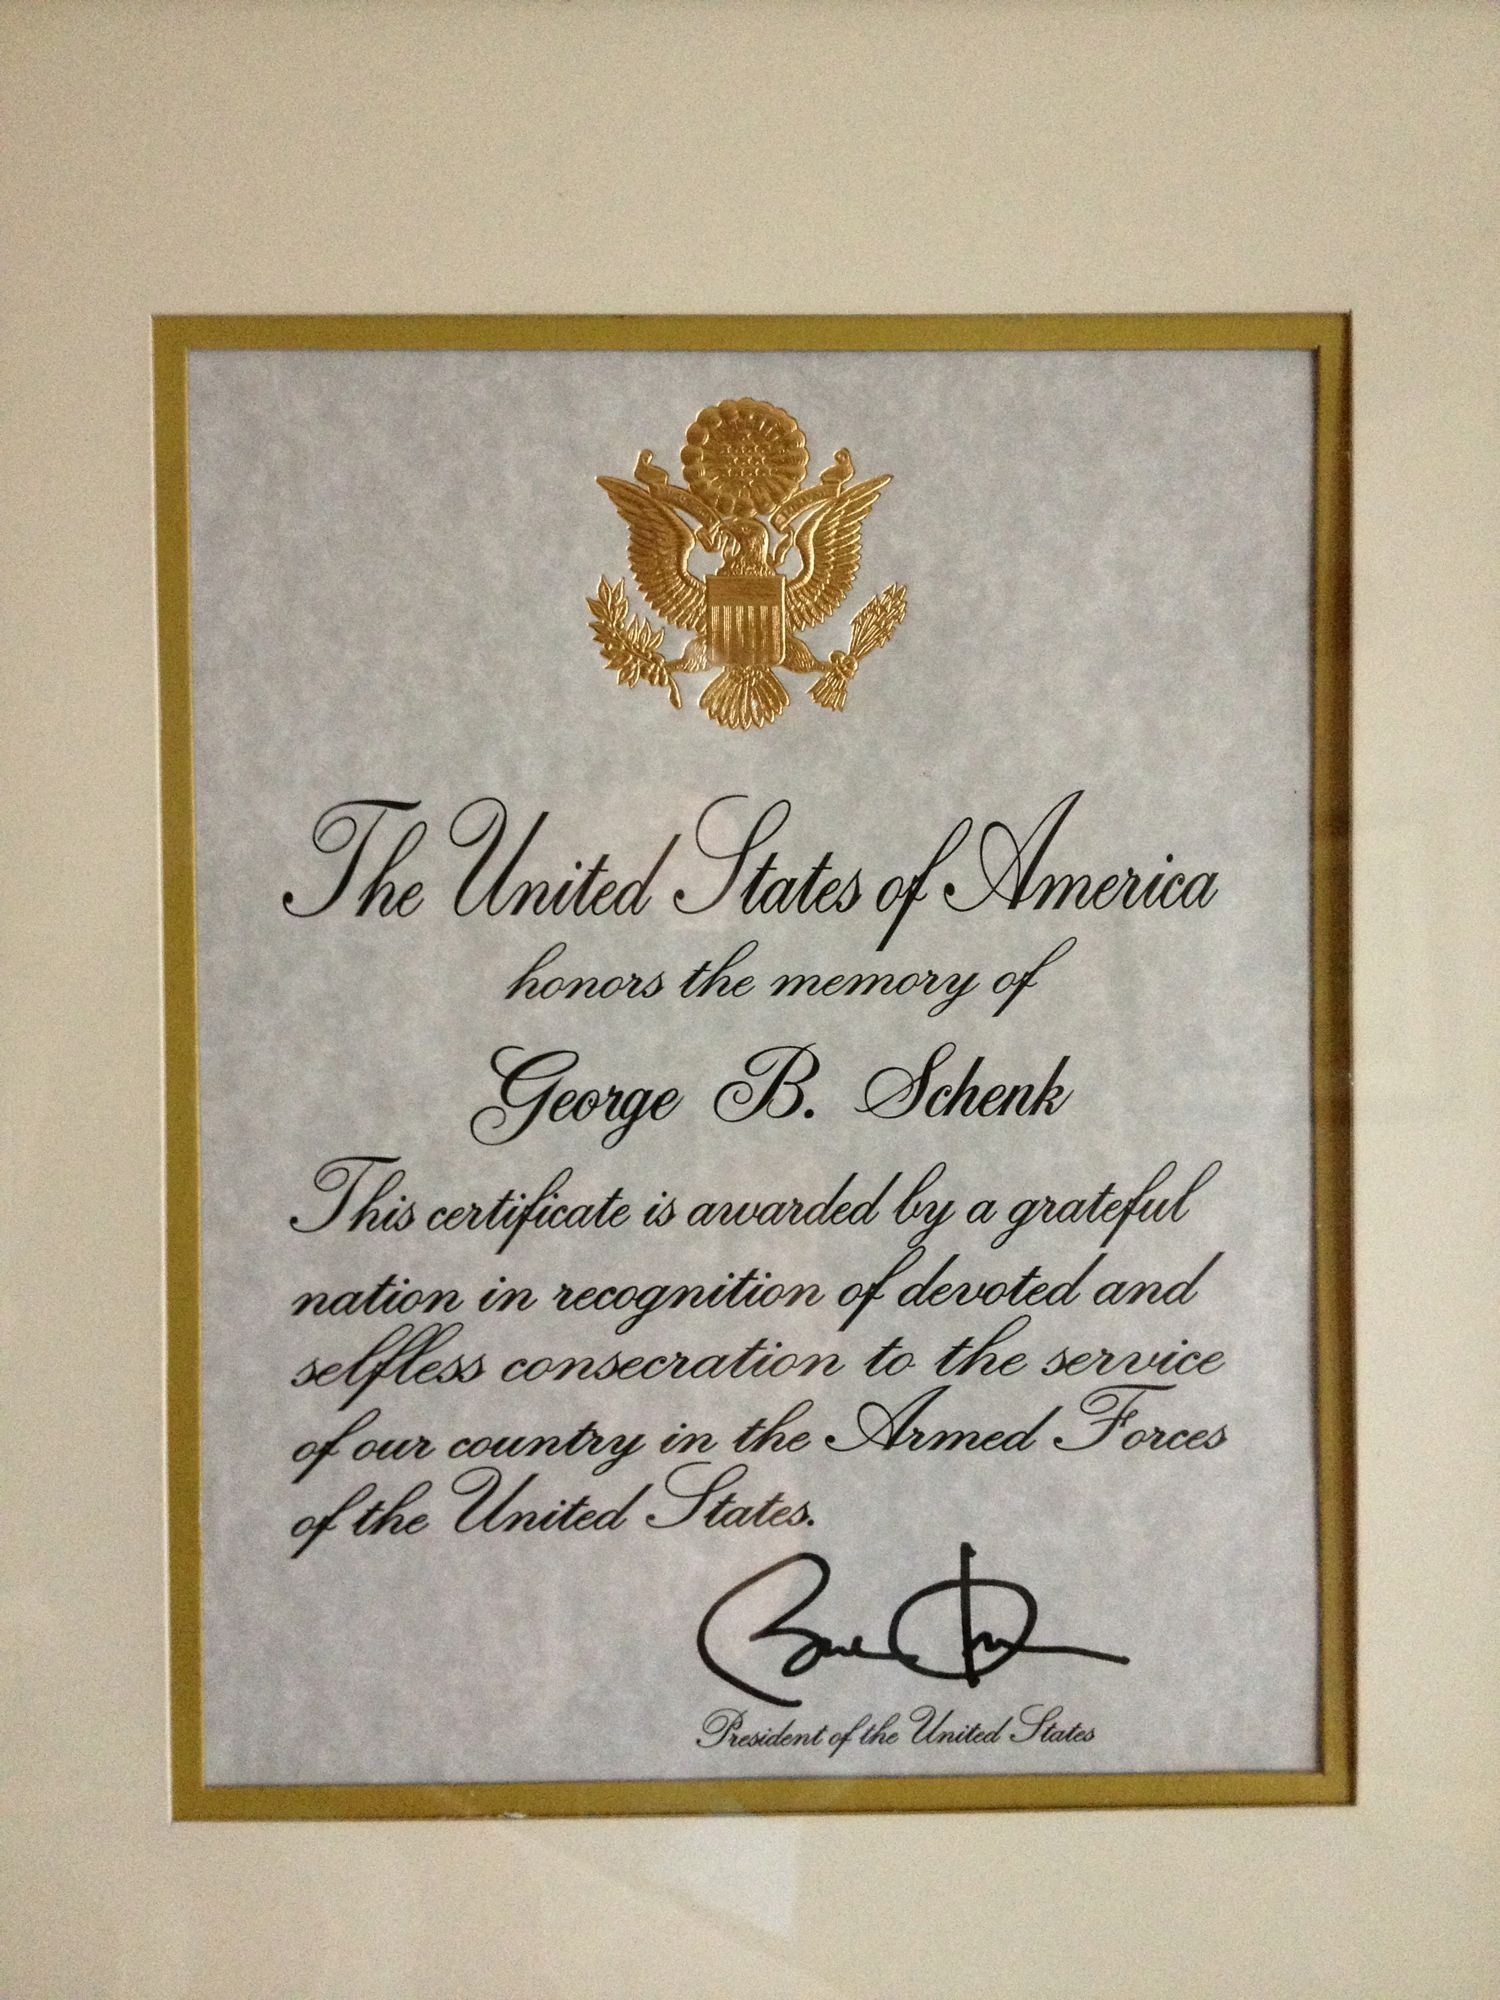 The United States of America
honors the memory of
George B. Schenk
This certificate is awarded by a grateful
nation in recognition of devoted and
selfless consecration to the service
of our country in the Armed Forces
of the United States.
President of the United States